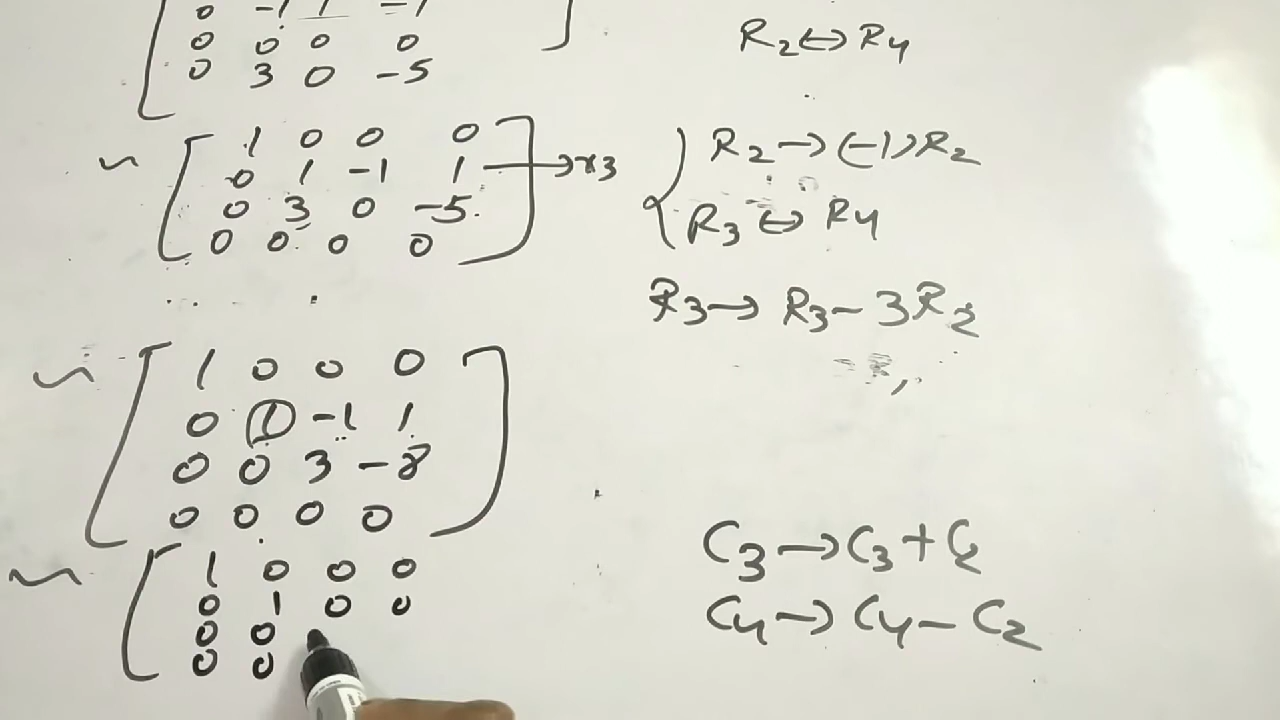 0 -1 1 -1
0 0 0 0
0 3 0 -5
R2 ↔ R4
~ [ 1 0 0 0 ]
0 1 -1 1 → r3
0 3 0 -5
0 0 0 0
R2 → (-1)R2
R3 ↔ R4
R3 → R3 - 3R2
~ [ 1 0 0 0 ]
0 1 -1 1
0 0 3 -8
0 0 0 0
C3 → C3 + C2
C4 → C4 - C2
~ [ 1 0 0 0
0 1 0 0
0 0
0 0